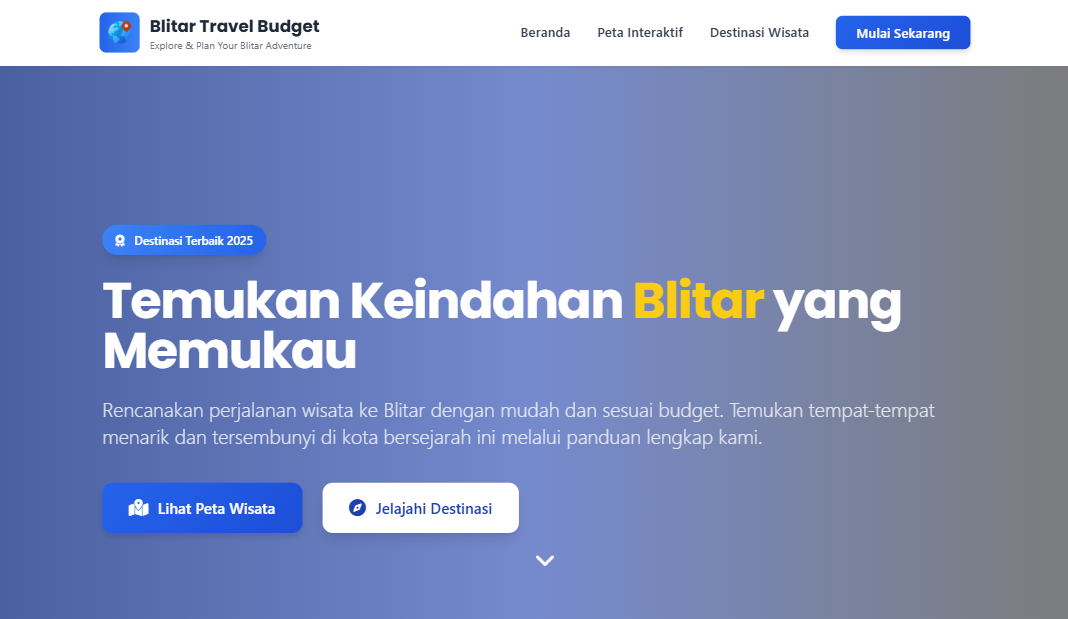 Blitar Travel Budget
Explore & Plan Your Blitar Adventure
Beranda
Peta Interaktif
Destinasi Wisata
Mulai Sekarang
Destinasi Terbaik 2025
Temukan Keindahan Blitar yang
Memukau
Rencanakan perjalanan wisata ke Blitar dengan mudah dan sesuai budget. Temukan tempat-tempat
menarik dan tersembunyi di kota bersejarah ini melalui panduan lengkap kami.
Lihat Peta Wisata
Jelajahi Destinasi